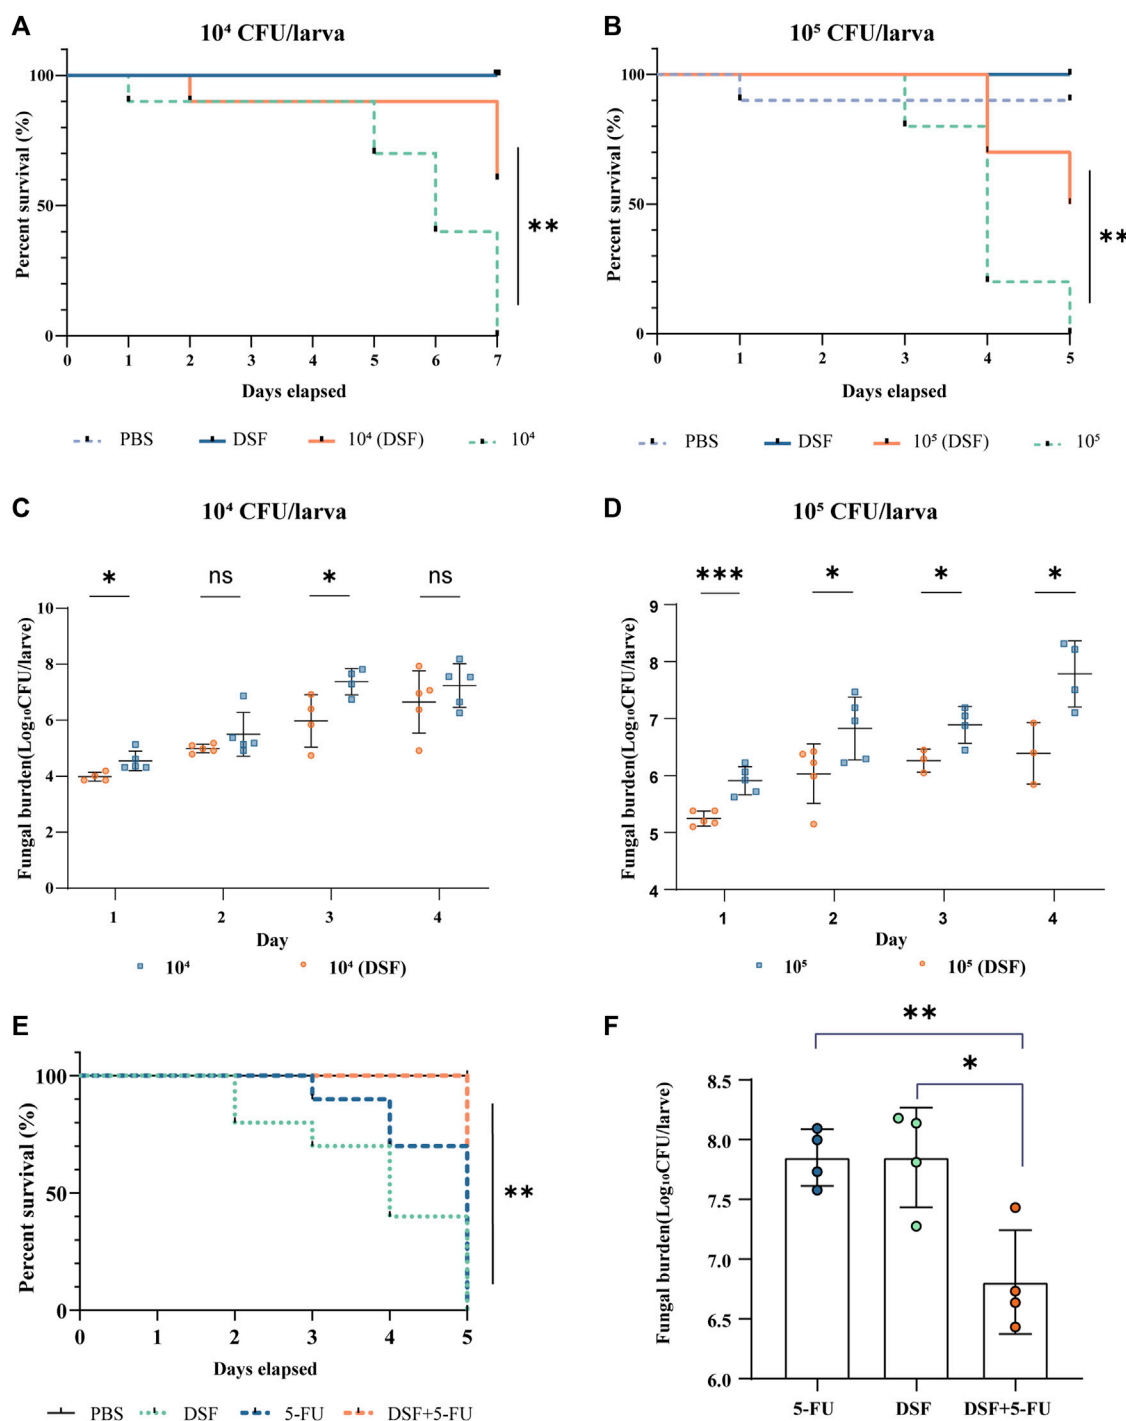 A
10⁴ CFU/larva
Percent survival (%)
100
50
0
0 1 2 3 4 5 6 7
Days elapsed
**
PBS DSF 10⁴ (DSF) 10⁴
B
10⁵ CFU/larva
Percent survival (%)
100
50
0
0 1 2 3 4 5
Days elapsed
**
PBS DSF 10⁵ (DSF) 10⁵
C
10⁴ CFU/larva
* ns * ns
Fungal burden(Log₁₀CFU/larve)
10
8
6
4
2
0
1 2 3 4
Day
10⁴ 10⁴ (DSF)
D
10⁵ CFU/larva
*** * * *
Fungal burden(Log₁₀CFU/larve)
9
8
7
6
5
4
1 2 3 4
Day
10⁵ 10⁵ (DSF)
E
Percent survival (%)
100
50
0
0 1 2 3 4 5
Days elapsed
**
PBS DSF 5-FU DSF+5-FU
F
**
*
Fungal burden(Log₁₀CFU/larve)
8.5
8.0
7.5
7.0
6.5
6.0
5-FU DSF DSF+5-FU